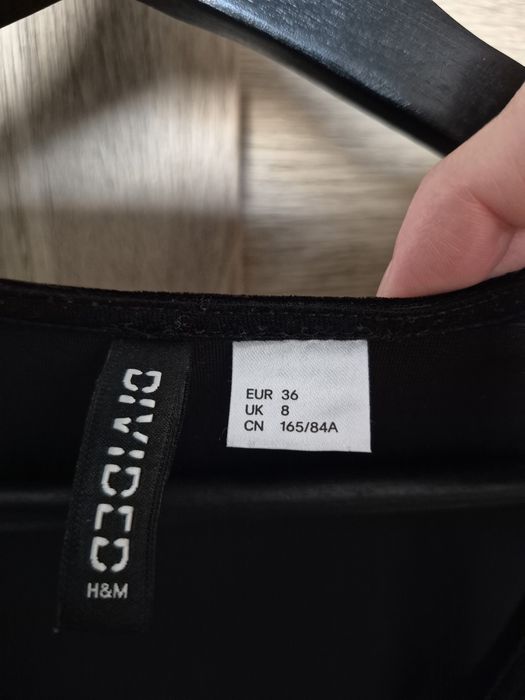 DIVIDED
H&M
EUR 36
UK 8
CN 165/84A